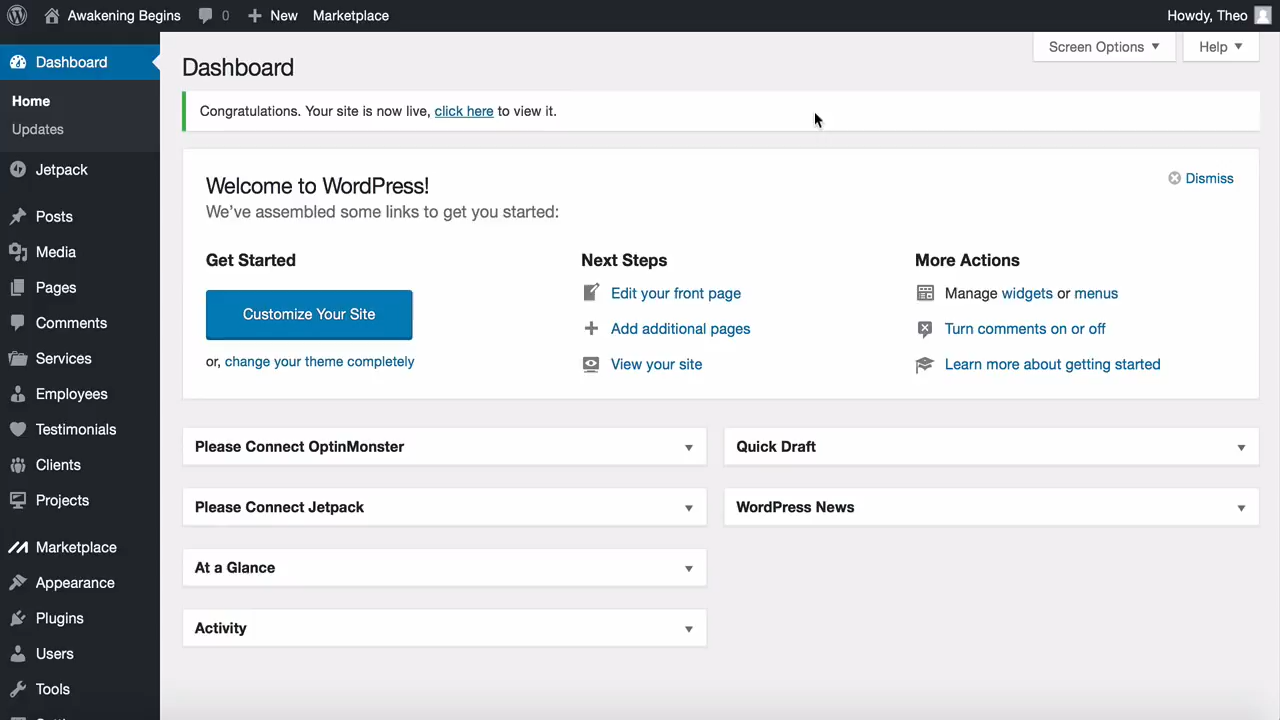 Awakening Begins 0 New Marketplace Howdy, Theo
Screen Options Help
Dashboard
Home
Updates
Jetpack
Posts
Media
Pages
Comments
Services
Employees
Testimonials
Clients
Projects
Marketplace
Appearance
Plugins
Users
Tools
Dashboard
Congratulations. Your site is now live, click here to view it.
Welcome to WordPress!
Dismiss
We've assembled some links to get you started:
Get Started
Customize Your Site
or, change your theme completely
Next Steps
Edit your front page
Add additional pages
View your site
More Actions
Manage widgets or menus
Turn comments on or off
Learn more about getting started
Please Connect OptinMonster
Please Connect Jetpack
At a Glance
Activity
Quick Draft
WordPress News